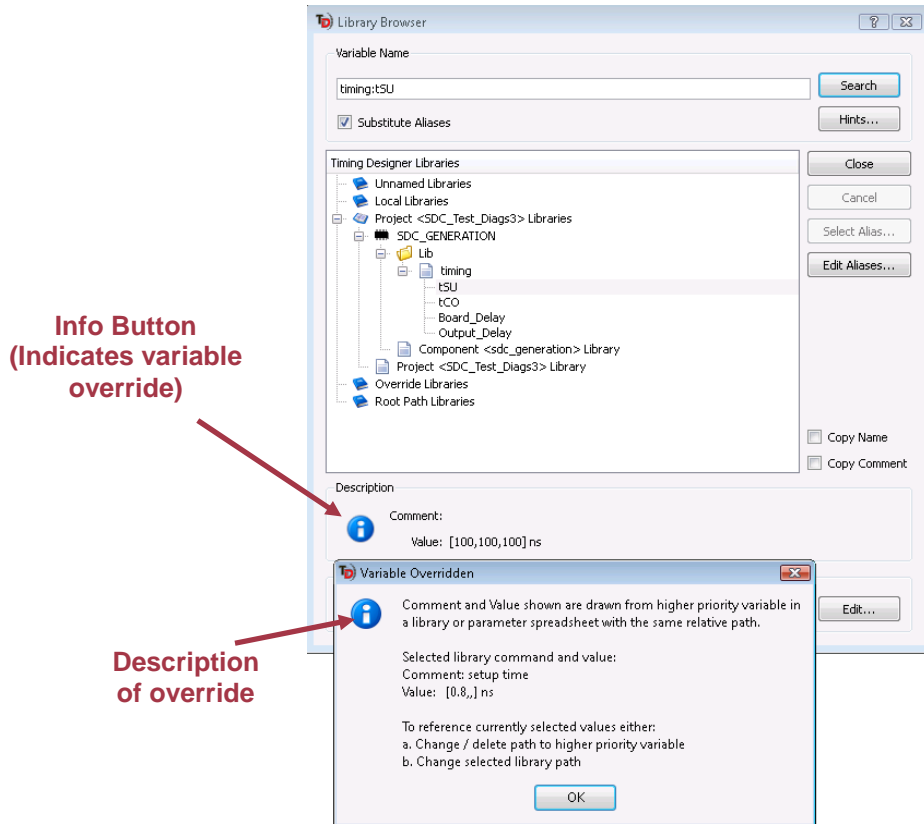 TD Library Browser
Variable Name
timing:tSU
Search
Substitute Aliases
Hints...
Timing Designer Libraries
Close
Unnamed Libraries
Local Libraries
Cancel
Project <SDC_Test_Diags3> Libraries
SDC_GENERATION
Select Alias...
Lib
timing
Edit Aliases...
tSU
tCO
Board_Delay
Output_Delay
Component <sdc_generation> Library
Project <SDC_Test_Diags3> Library
Override Libraries
Root Path Libraries
Copy Name
Copy Comment
Info Button
(Indicates variable
override)
Description
Comment:
Value: [100,100,100] ns
TD Variable Overridden
Comment and Value shown are drawn from higher priority variable in
a library or parameter spreadsheet with the same relative path.
Edit...
Selected library command and value:
Comment: setup time
Value: [0.8,,] ns
To reference currently selected values either:
a. Change / delete path to higher priority variable
b. Change selected library path
OK
Description
of override